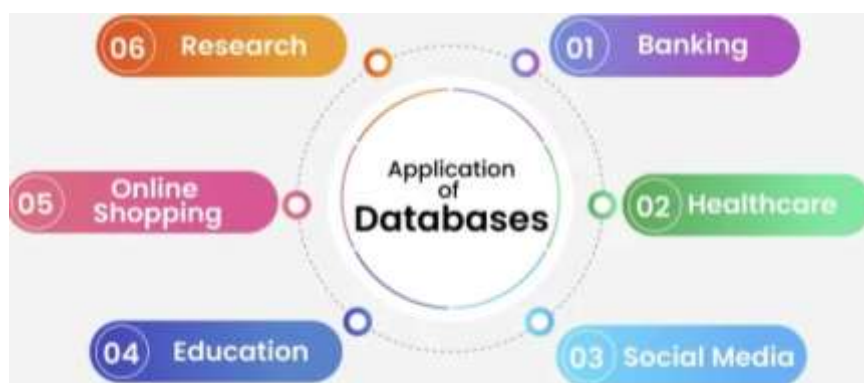 Application
of
Databases
01 Banking
02 Healthcare
03 Social Media
04 Education
05 Online
Shopping
06 Research